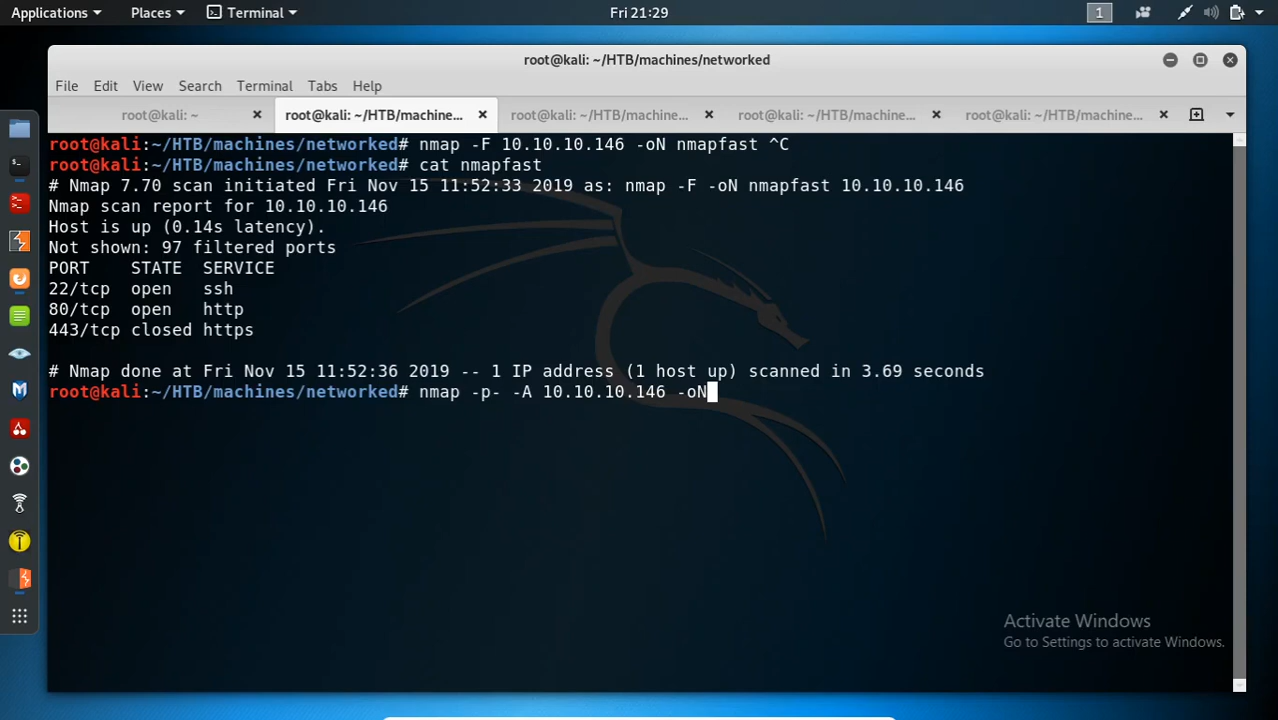 Applications Places Terminal Fri 21:29 1
root@kali: ~/HTB/machines/networked
File Edit View Search Terminal Tabs Help
root@kali: ~ root@kali: ~/HTB/machine... root@kali: ~/HTB/machine... root@kali: ~/HTB/machine... root@kali: ~/HTB/machine...
root@kali:~/HTB/machines/networked# nmap -F 10.10.10.146 -oN nmapfast ^C
root@kali:~/HTB/machines/networked# cat nmapfast
# Nmap 7.70 scan initiated Fri Nov 15 11:52:33 2019 as: nmap -F -oN nmapfast 10.10.10.146
Nmap scan report for 10.10.10.146
Host is up (0.14s latency).
Not shown: 97 filtered ports
PORT    STATE  SERVICE
22/tcp  open   ssh
80/tcp  open   http
443/tcp closed https
# Nmap done at Fri Nov 15 11:52:36 2019 -- 1 IP address (1 host up) scanned in 3.69 seconds
root@kali:~/HTB/machines/networked# nmap -p- -A 10.10.10.146 -oN
Activate Windows
Go to Settings to activate Windows.